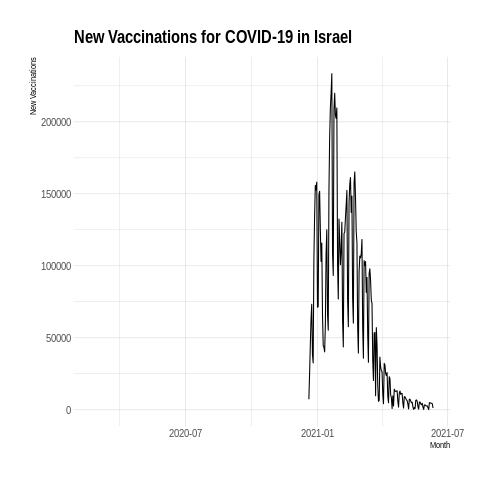 New Vaccinations for COVID-19 in Israel
New Vaccinations
200000
150000
100000
50000
0
2020-07 2021-01 2021-07
Month